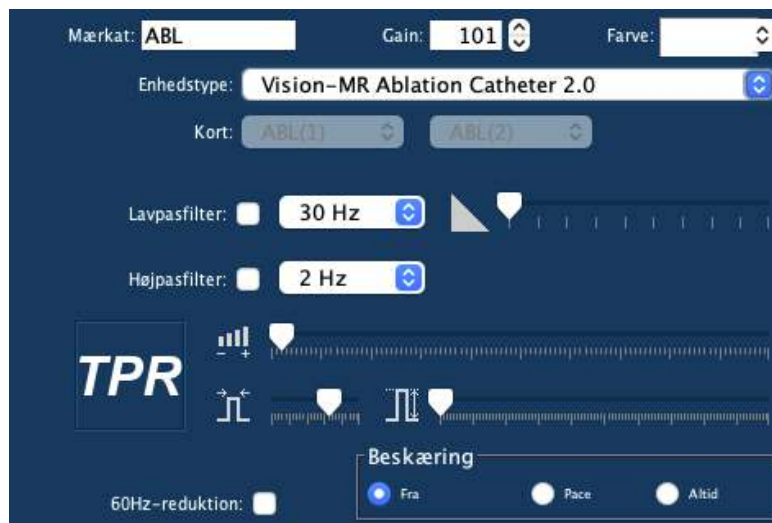 Mærkat: ABL Gain: 101 Farve:
Enhedstype: Vision-MR Ablation Catheter 2.0
Kort: ABL(1) ABL(2)
Lavpasfilter: 30 Hz
Højpasfilter: 2 Hz
- +
TPR
Beskæring
60Hz-reduktion: Fra Pace Altid